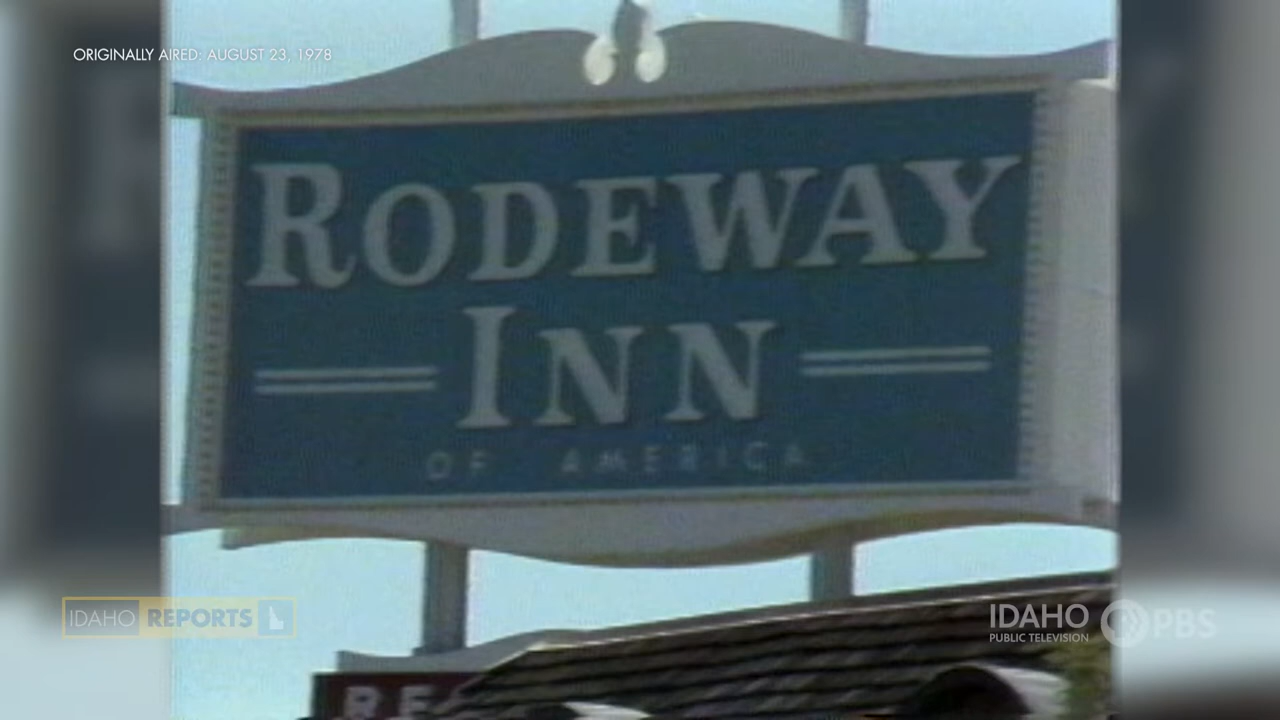 ORIGINALLY AIRED: AUGUST 23, 1978
RODEWAY
INN
OF AMERICA
IDAHO REPORTS
IDAHO
PUBLIC TELEVISION
PBS